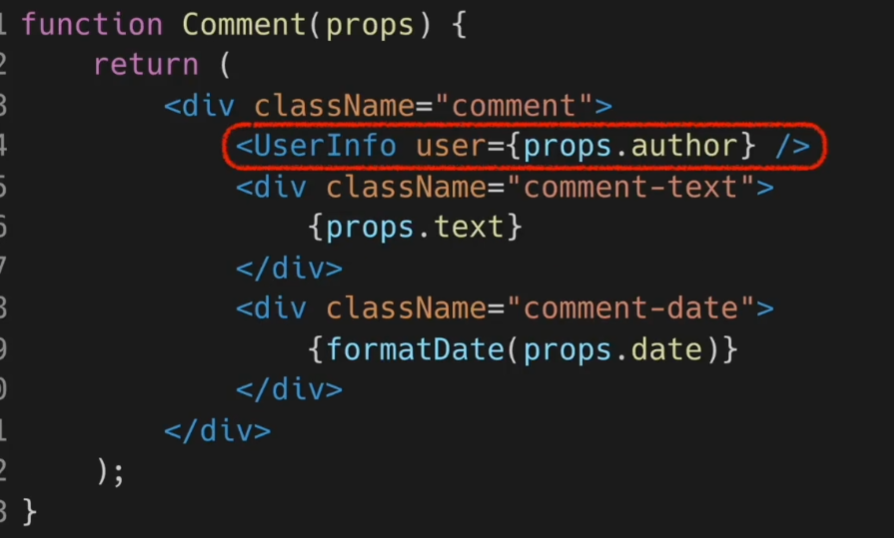 1 function Comment(props) {
2     return (
3         <div className="comment">
4             <UserInfo user={props.author} />
5             <div className="comment-text">
6                 {props.text}
7             </div>
8             <div className="comment-date">
9                 {formatDate(props.date)}
0             </div>
1         </div>
2     );
3 }